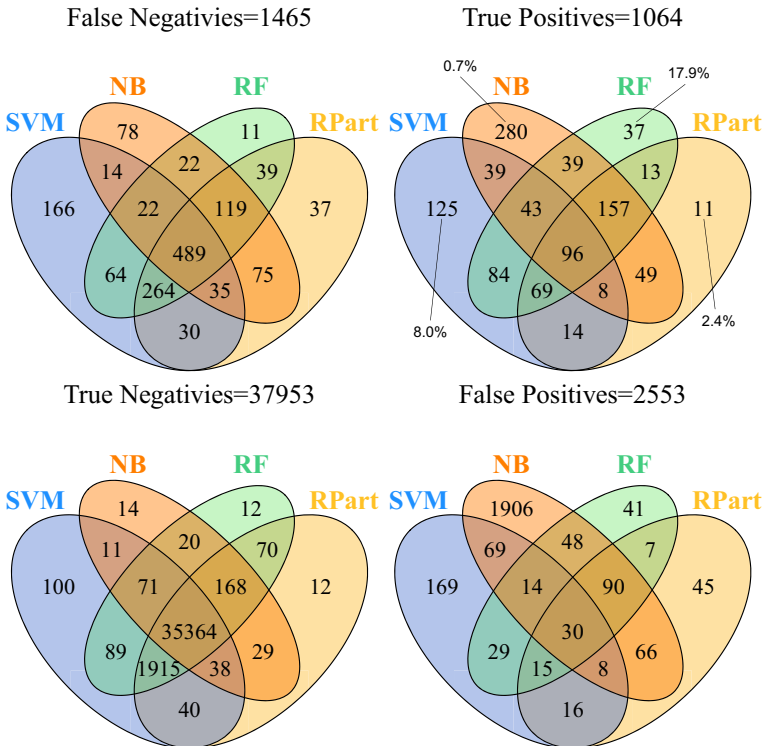 False Negativies=1465
True Positives=1064
SVM NB RF RPart
78 11
14 22 39
166 22 119 37
489
64 264 35 75
30
0.7% 17.9%
SVM NB RF RPart
280 37
39 39 13
125 43 157 11
96
84 69 8 49
14
8.0% 2.4%
True Negativies=37953
False Positives=2553
SVM NB RF RPart
14 12
11 20 70
100 71 168 12
35364
89 1915 38 29
40
SVM NB RF RPart
1906 41
69 48 7
169 14 90 45
30
29 15 8 66
16